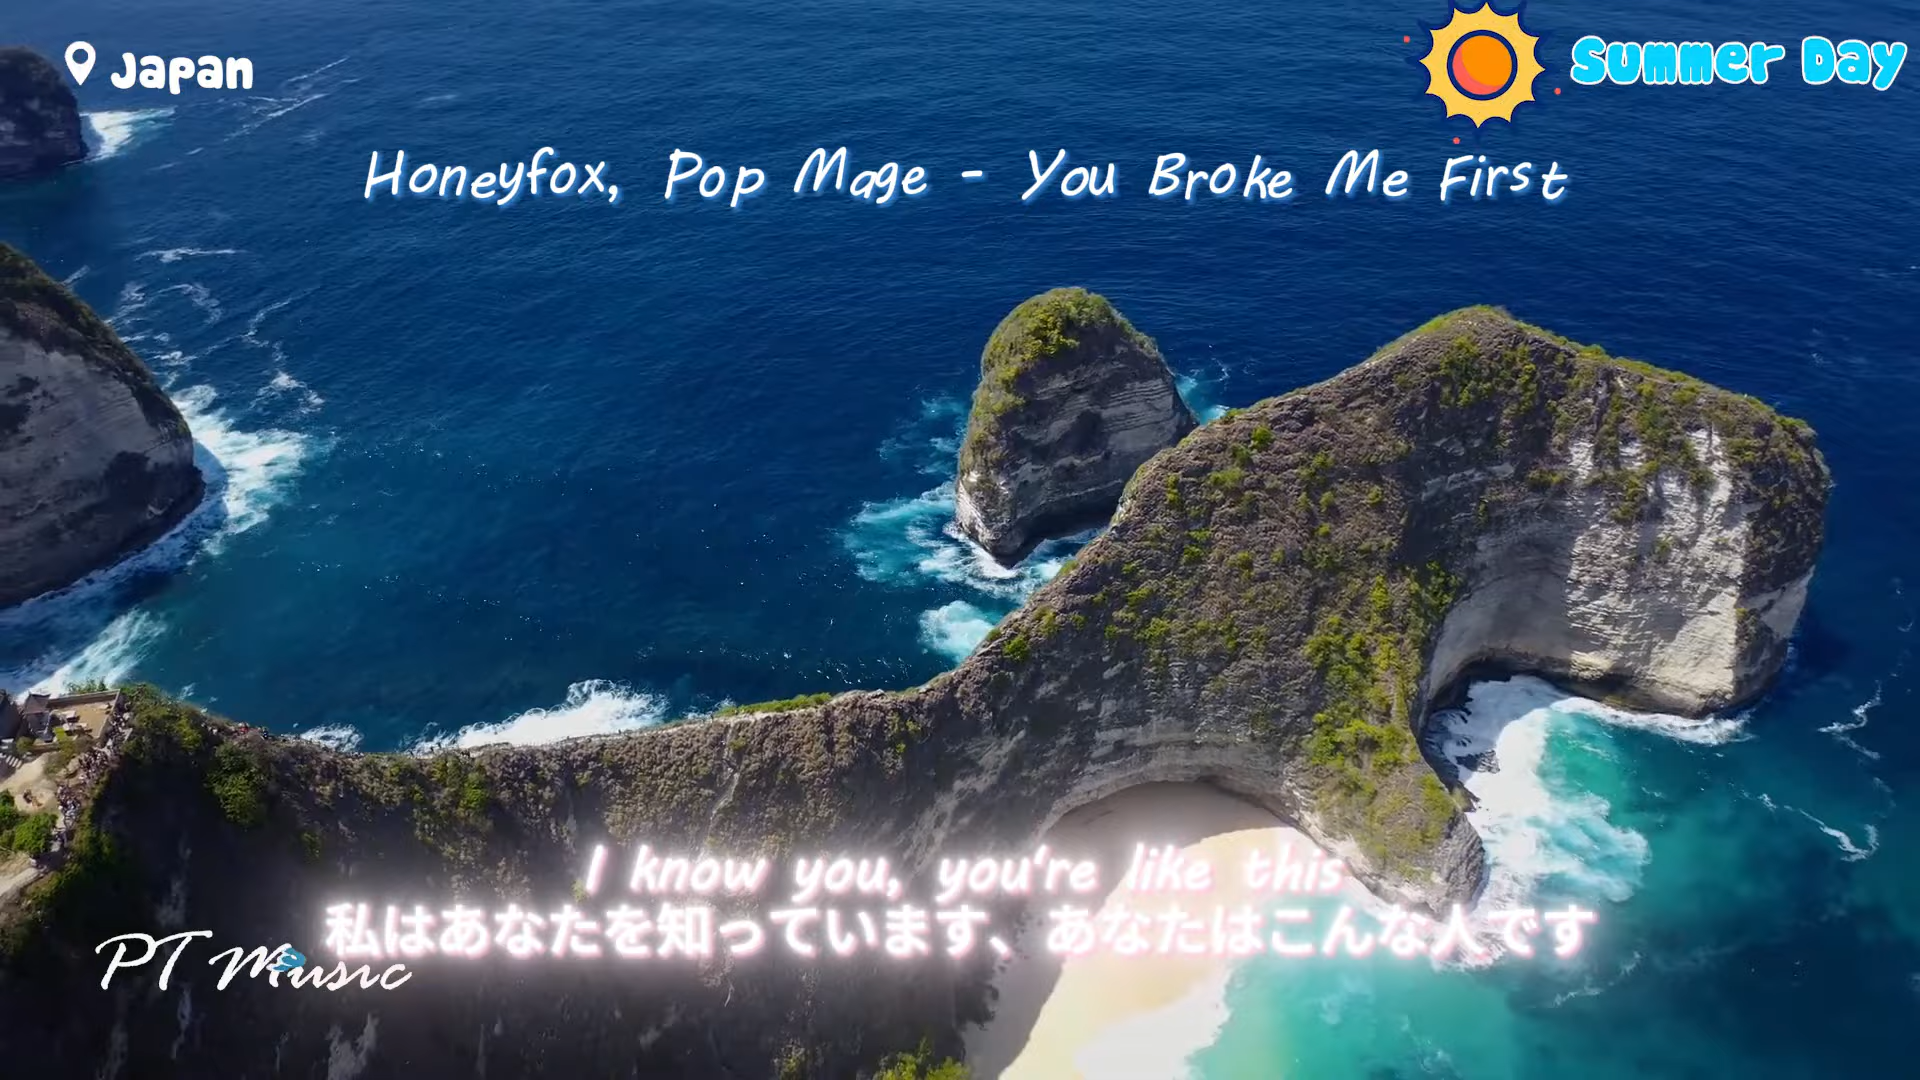 Japan
Summer Day
Honeyfox, Pop Mage - You Broke Me First
I know you, you're like this
私はあなたを知っています、あなたはこんな人です
PT Music